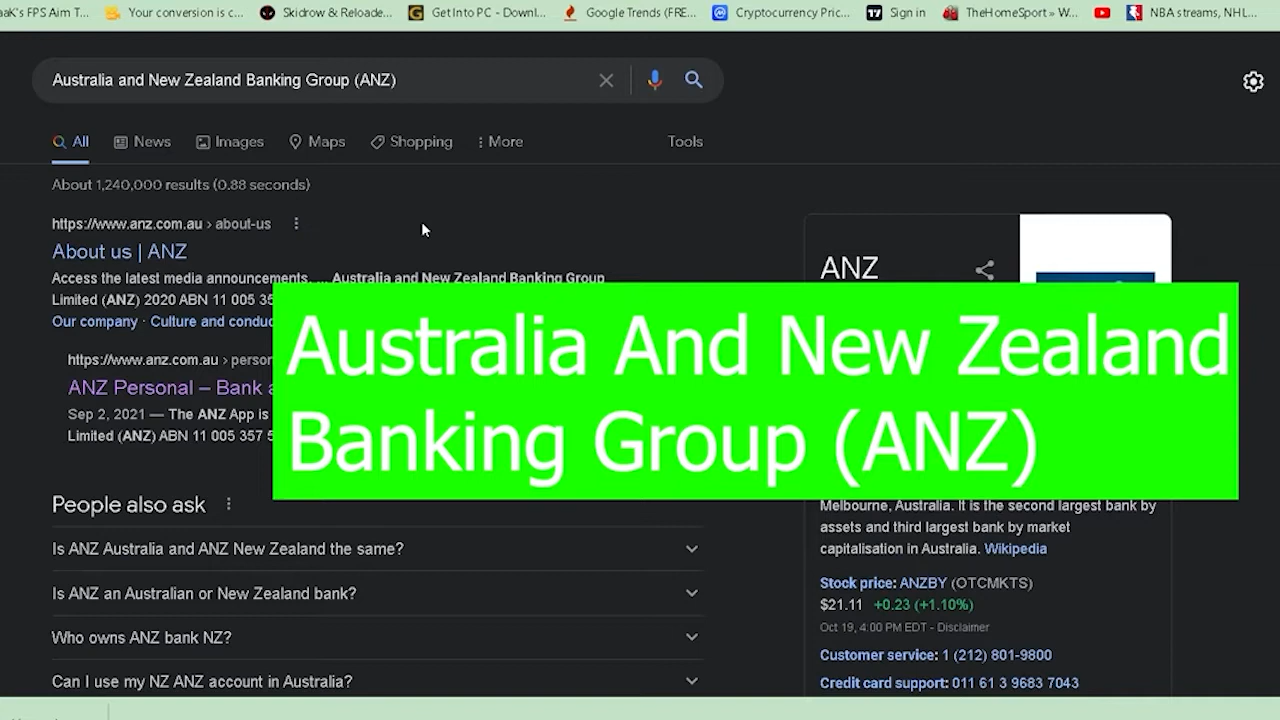 aaK's FPS Aim T... Your conversion is c... Skidrow & Reloade... GetIntoPC - Downl... Google Trends (FRE... Cryptocurrency Pric... Sign in TheHomeSport » W... NBA streams, NHL...
Australia and New Zealand Banking Group (ANZ)
All News Images Maps Shopping More Tools
About 1,240,000 results (0.88 seconds)
https://www.anz.com.au › about-us
About us | ANZ
Access the latest media announcements. ... Australia and New Zealand Banking Group
Limited (ANZ) 2020 ABN 11 005 35
Our company · Culture and conduc
https://www.anz.com.au › person
ANZ Personal – Bank a
Sep 2, 2021 — The ANZ App is
Limited (ANZ) ABN 11 005 357 5
Australia And New Zealand
Banking Group (ANZ)
People also ask
Is ANZ Australia and ANZ New Zealand the same?
Is ANZ an Australian or New Zealand bank?
Who owns ANZ bank NZ?
Can I use my NZ ANZ account in Australia?
ANZ
Melbourne, Australia. It is the second largest bank by
assets and third largest bank by market
capitalisation in Australia. Wikipedia
Stock price: ANZBY (OTCMKTS)
$21.11 +0.23 (+1.10%)
Oct 19, 4:00 PM EDT - Disclaimer
Customer service: 1 (212) 801-9800
Credit card support: 011 61 3 9683 7043